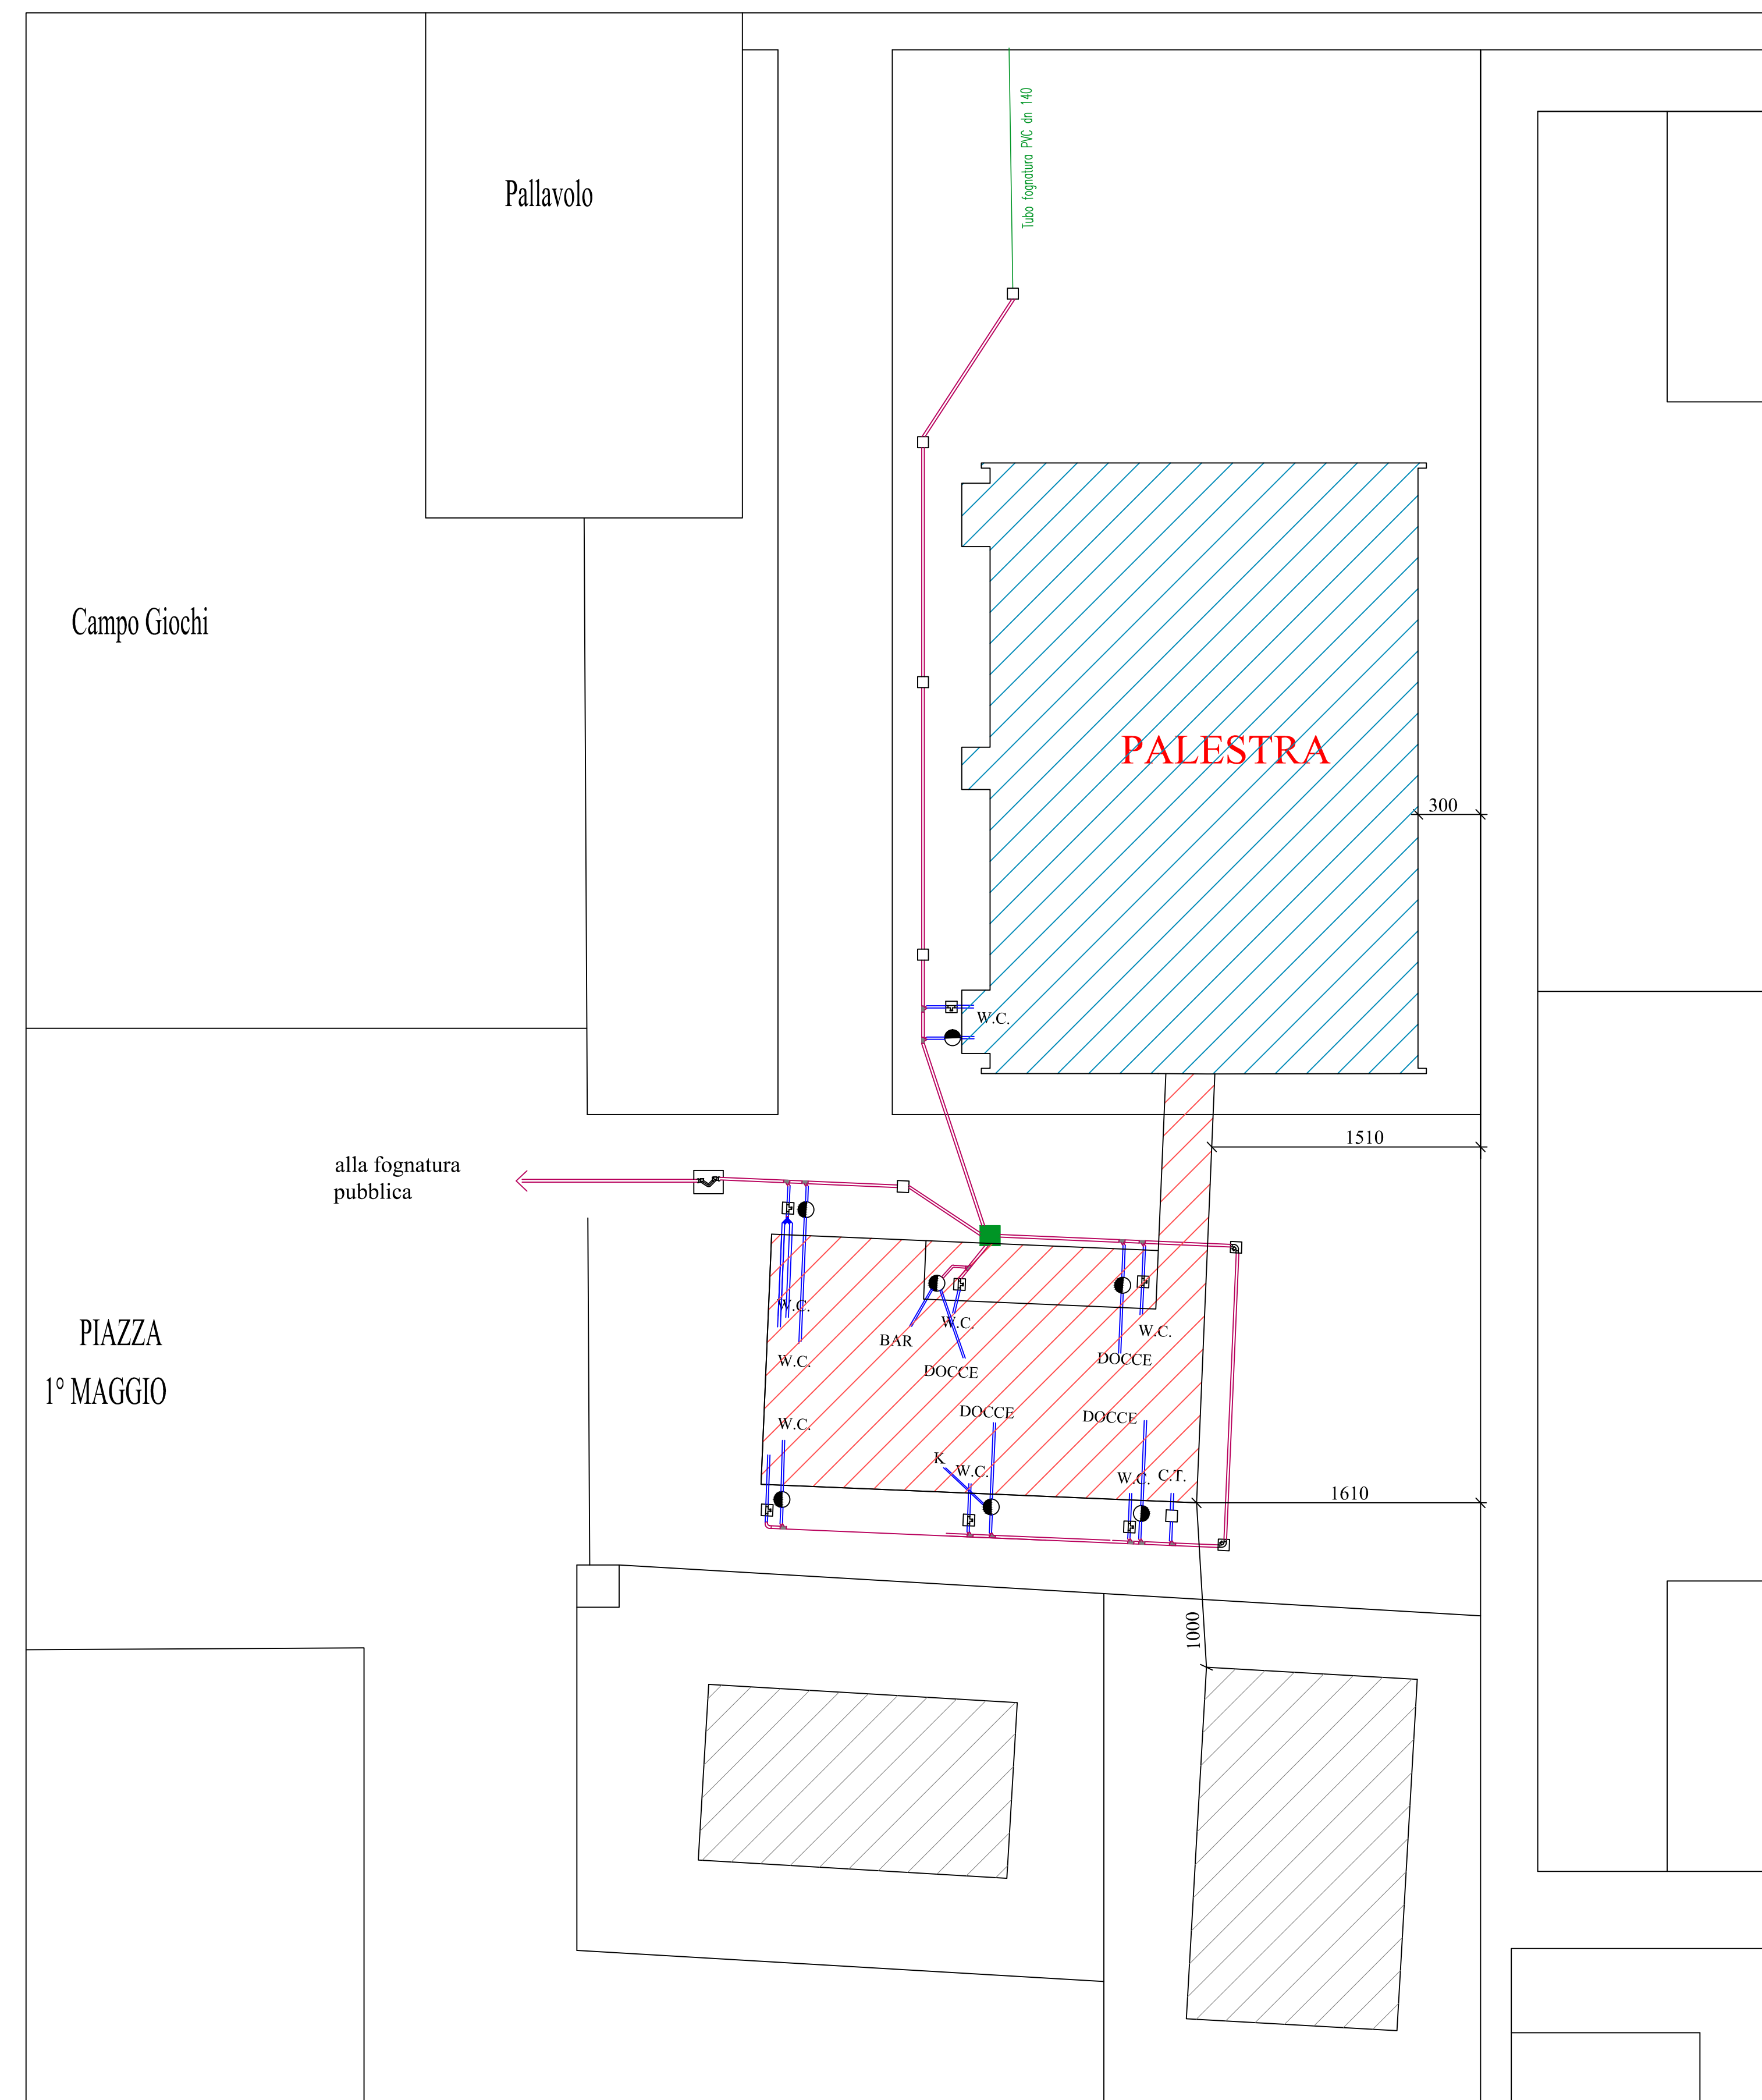 Tubo fognatura PVC dn 140
Pallavolo
Campo Giochi
PALESTRA
300
W.C.
1510
alla fognatura
pubblica
W.C.
PIAZZA
1° MAGGIO
W.C.
W.C.
BAR
DOCCE
W.C.
DOCCE
W.C.
DOCCE
DOCCE
K
W.C.
W.C.
C.T.
1610
1000